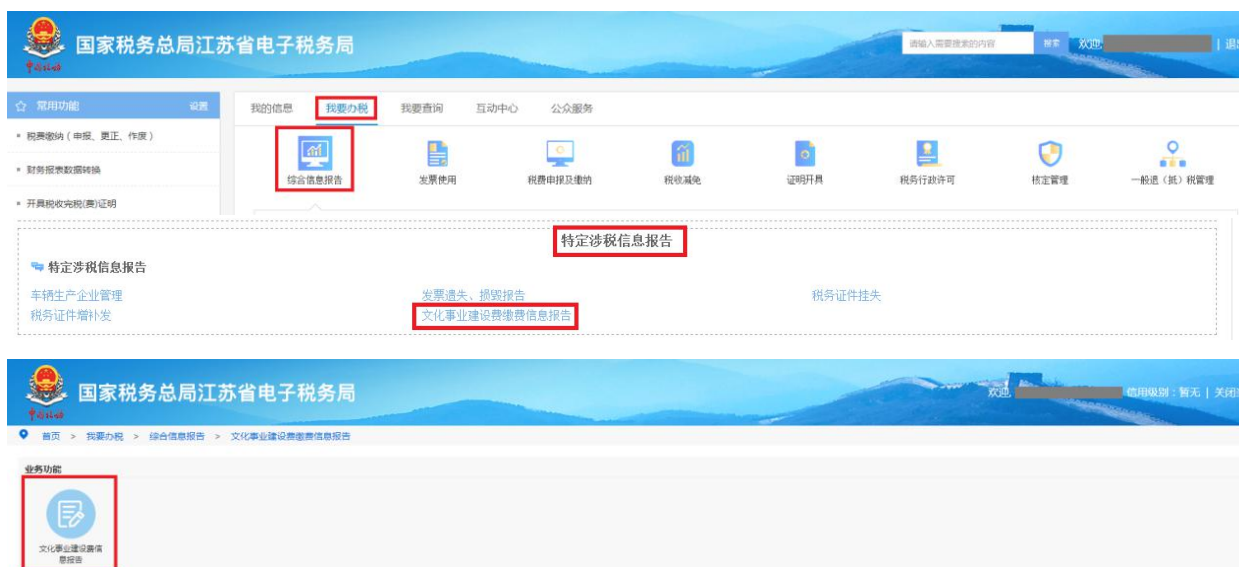 国家税务总局江苏省电子税务局
请输入需要搜索的内容 搜索 欢迎, | 退出
中国税务
☆ 常用功能 设置
我的信息 我要办税 我要查询 互动中心 公众服务
税费缴纳（申报、更正、作废）
财务报表数据转换
开具税收完税(费)证明
综合信息报告 发票使用 税费申报及缴纳 税收减免 证明开具 税务行政许可 核定管理 一般退（抵）税管理
特定涉税信息报告
特定涉税信息报告
车辆生产企业管理 发票遗失、损毁报告 税务证件挂失
税务证件增补发 文化事业建设费缴费信息报告
国家税务总局江苏省电子税务局
欢迎, 信用级别：暂无 | 关闭
中国税务
首页 > 我要办税 > 综合信息报告 > 文化事业建设费缴费信息报告
业务功能
文化事业建设费信
息报告